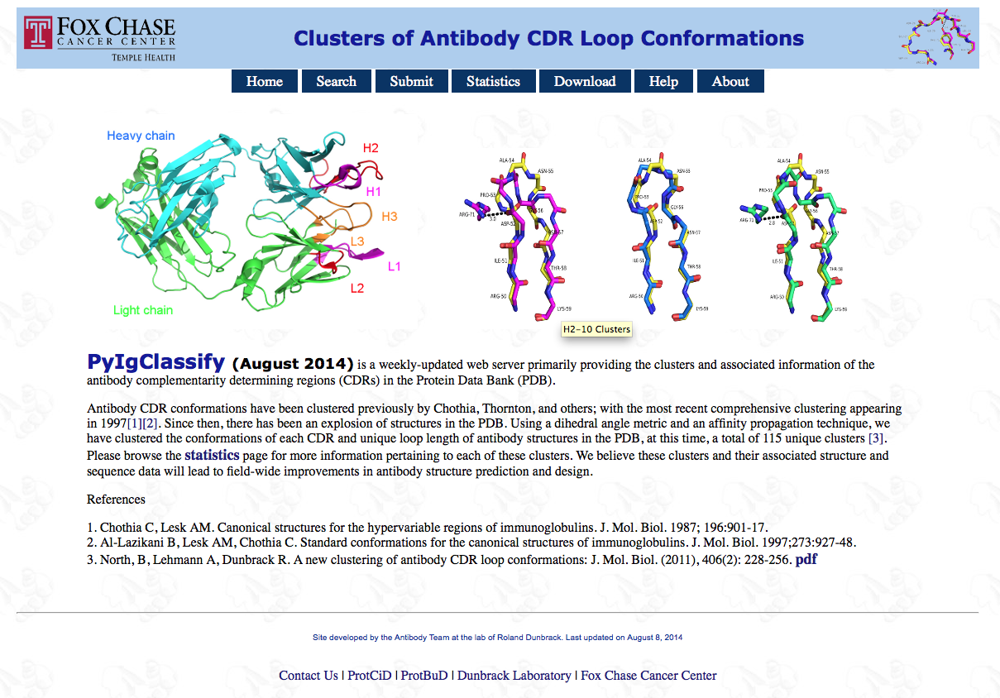 FOX CHASE
CANCER CENTER
TEMPLE HEALTH
Clusters of Antibody CDR Loop Conformations
Home Search Submit Statistics Download Help About
Heavy chain
H2
H1
H3
L3
L1
L2
Light chain
ALA-54
ASN-55
PRO-53
ARG-71
3.0
ASP-52
GLY-56
ASN-57
ILE-51
THR-58
ARG-50
LYS-59
ALA-54
ASN-55
PRO-53
GLY-56
ASP-52
ASN-57
ILE-51
THR-58
ARG-50
LYS-59
ALA-54
ASN-55
PRO-53
ARG-71
2.8
GLY-56
ASN-57
ILE-51
THR-58
ARG-50
LYS-59
H2-10 Clusters
PyIgClassify (August 2014) is a weekly-updated web server primarily providing the clusters and associated information of the
antibody complementarity determining regions (CDRs) in the Protein Data Bank (PDB).
Antibody CDR conformations have been clustered previously by Chothia, Thornton, and others; with the most recent comprehensive clustering appearing
in 1997[1][2]. Since then, there has been an explosion of structures in the PDB. Using a dihedral angle metric and an affinity propagation technique, we
have clustered the conformations of each CDR and unique loop length of antibody structures in the PDB, at this time, a total of 115 unique clusters [3].
Please browse the statistics page for more information pertaining to each of these clusters. We believe these clusters and their associated structure and
sequence data will lead to field-wide improvements in antibody structure prediction and design.
References
1. Chothia C, Lesk AM. Canonical structures for the hypervariable regions of immunoglobulins. J. Mol. Biol. 1987; 196:901-17.
2. Al-Lazikani B, Lesk AM, Chothia C. Standard conformations for the canonical structures of immunoglobulins. J. Mol. Biol. 1997;273:927-48.
3. North, B, Lehmann A, Dunbrack R. A new clustering of antibody CDR loop conformations: J. Mol. Biol. (2011), 406(2): 228-256. pdf
Site developed by the Antibody Team at the lab of Roland Dunbrack. Last updated on August 8, 2014
Contact Us | ProtCiD | ProtBuD | Dunbrack Laboratory | Fox Chase Cancer Center